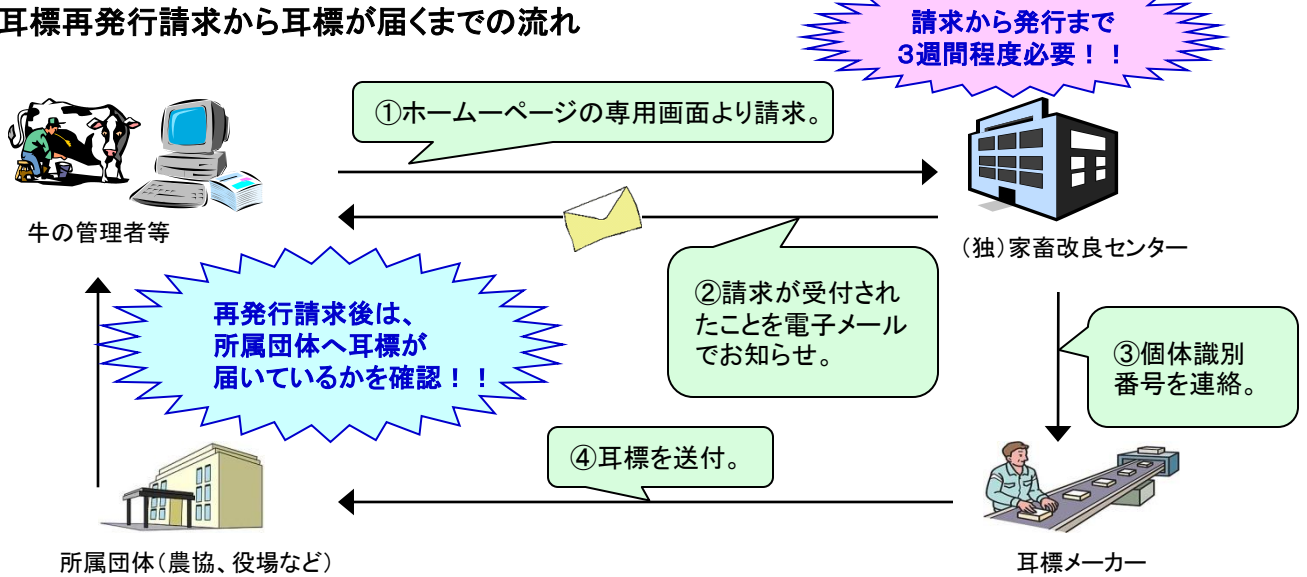 耳標再発行請求から耳標が届くまでの流れ
請求から発行まで
3週間程度必要！！
①ホームーページの専用画面より請求。
牛の管理者等
（独）家畜改良センター
②請求が受付され
たことを電子メール
でお知らせ。
再発行請求後は、
所属団体へ耳標が
届いているかを確認！！
③個体識別
番号を連絡。
④耳標を送付。
所属団体（農協、役場など）
耳標メーカー